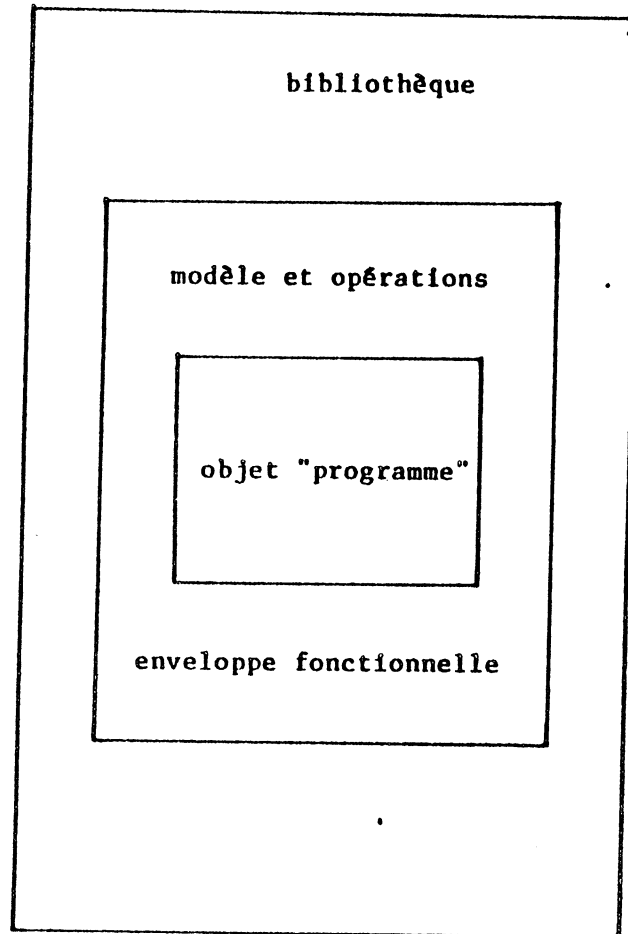 bibliothèque
modèle et opérations
objet "programme"
enveloppe fonctionnelle